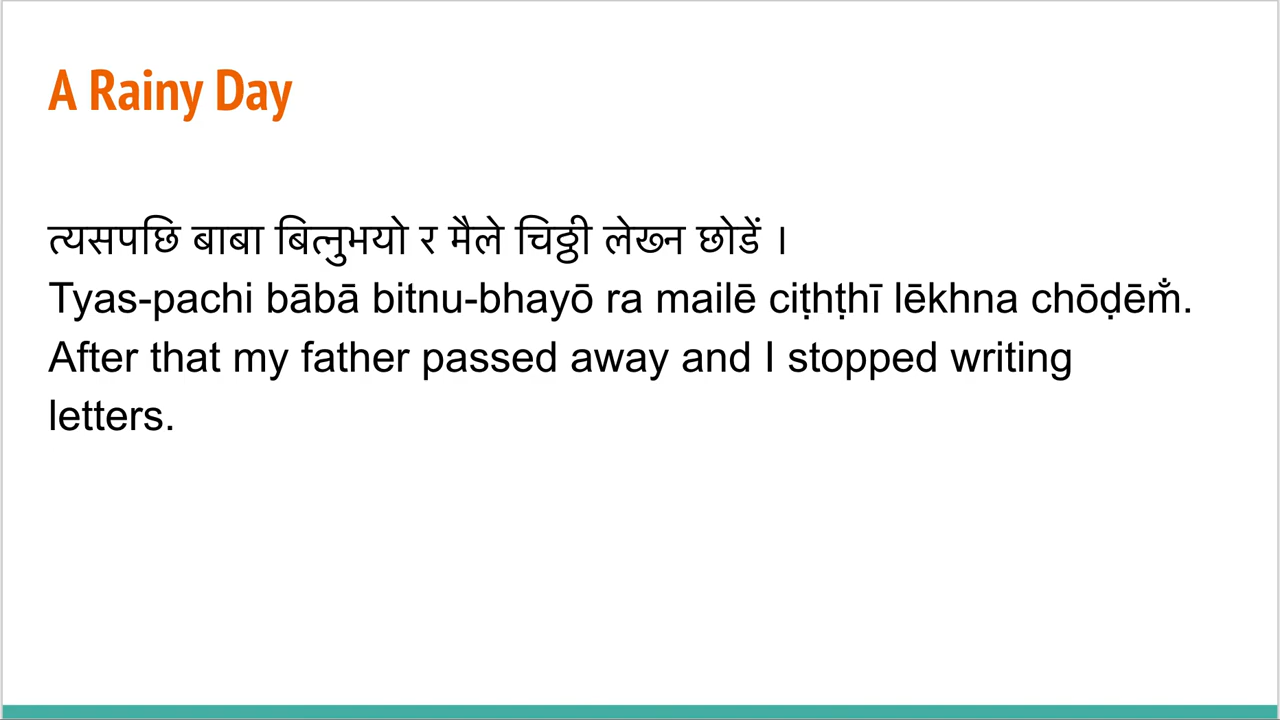 A Rainy Day
त्यसपछि बाबा बित्नुभयो र मैले चिठ्ठी लेख्न छोडें ।
Tyas-pachi bābā bitnu-bhayō ra mailē ciṭhṭhī lēkhna chōḍēm̐.
After that my father passed away and I stopped writing
letters.